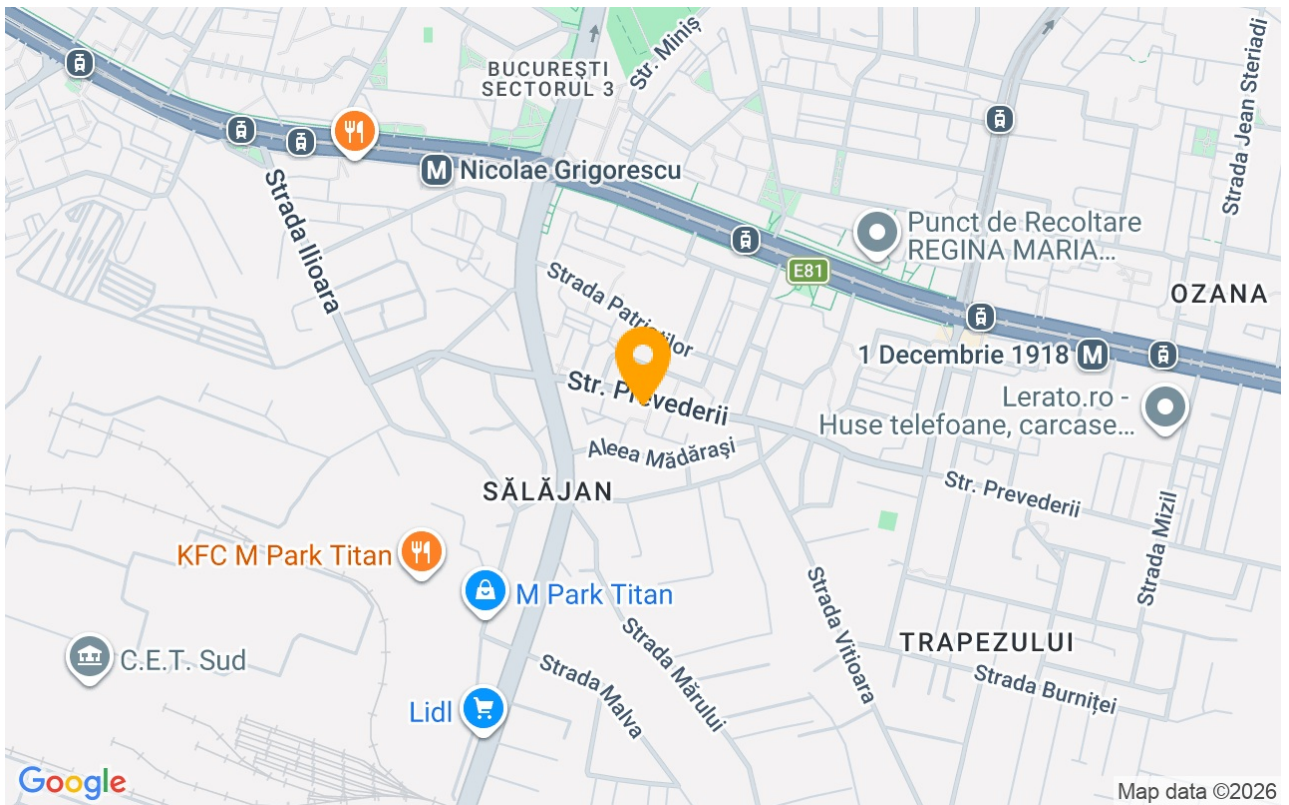 Str. Miniș
BUCUREȘTI
SECTORUL 3
Strada Jean Steriadi
Nicolae Grigorescu
M
Strada Ilioara
Punct de Recoltare
REGINA MARIA...
E81
Strada Patrioților
OZANA
1 Decembrie 1918
M
Str. Prevederii
Lerato.ro -
Huse telefoane, carcase...
Aleea Mădărași
SĂLĂJAN
Str. Prevederii
Strada Mizil
KFC M Park Titan
M Park Titan
Strada Vitioara
C.E.T. Sud
Strada Mărului
TRAPEZULUI
Strada Malva
Strada Burniței
Lidl
Google
Map data ©2026